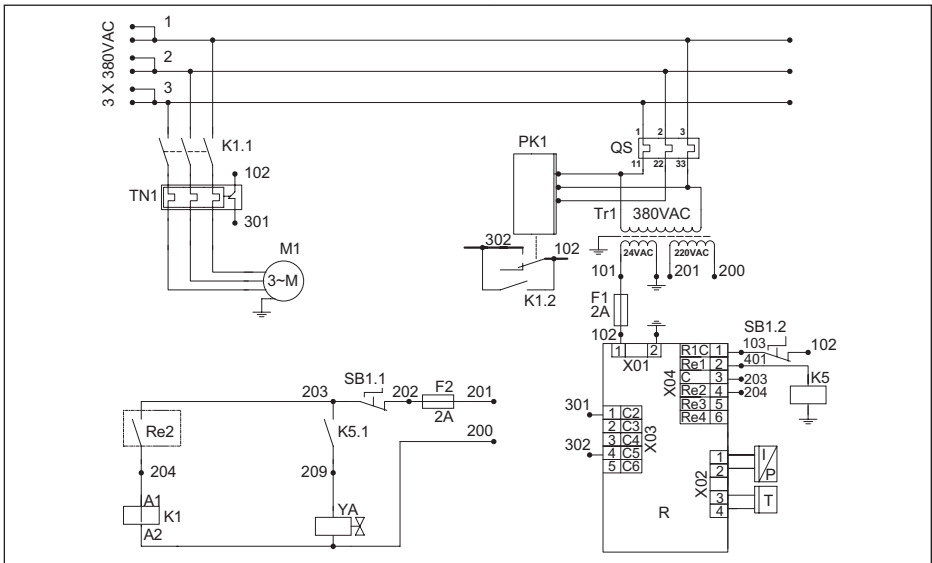 3 X 380VAC
1
2
3
K1.1
102
TN1
301
M1
3~M
PK1
302
102
K1.2
1 2 3
QS
11 22 33
Tr1
380VAC
24VAC
220VAC
101
201
200
F1
2A
102
1 2
X01
R1C 1
Re1 2
C 3
Re2 4
Re3 5
Re4 6
X04
103
401
203
204
SB1.2
102
K5
301
302
1 C2
2 C3
3 C4
4 C5
5 C6
X03
X02
1
2
3
4
I/P
T
R
203
SB1.1
202
F2
2A
201
200
Re2
K5.1
204
209
A1
K1
A2
YA